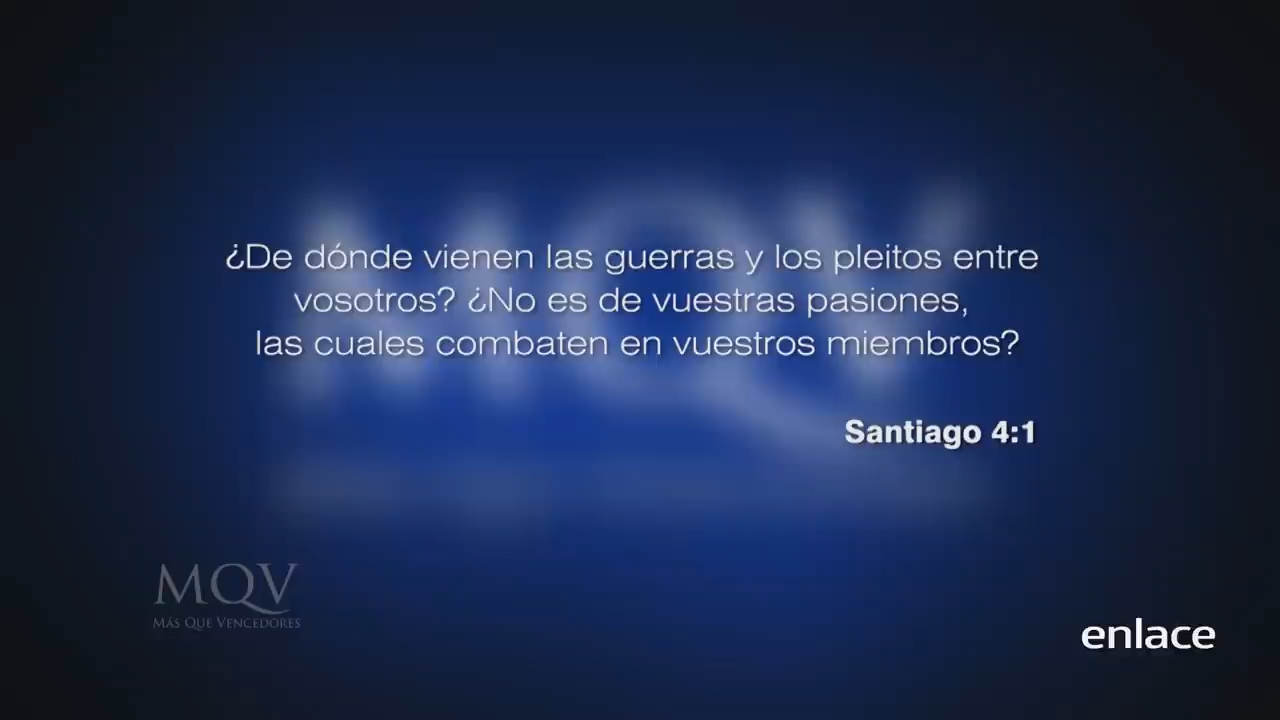 ¿De dónde vienen las guerras y los pleitos entre
vosotros? ¿No es de vuestras pasiones,
las cuales combaten en vuestros miembros?
Santiago 4:1
MQV
MÁS QUE VENCEDORES
enlace